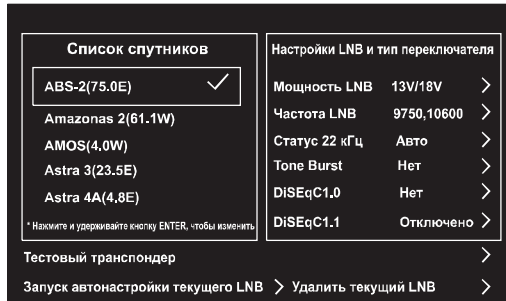 Список спутников
ABS-2(75.0E)
Amazonas 2(61.1W)
AMOS(4.0W)
Astra 3(23.5E)
Astra 4A(4.8E)
* Нажмите и удерживайте кнопку ENTER, чтобы изменить
Настройки LNB и тип переключателя
Мощность LNB 13V/18V >
Частота LNB 9750,10600 >
Статус 22 кГц Авто >
Tone Burst Нет >
DiSEqC1.0 Нет >
DiSEqC1.1 Отключено >
Тестовый транспондер >
Запуск автонастройки текущего LNB > Удалить текущий LNB >